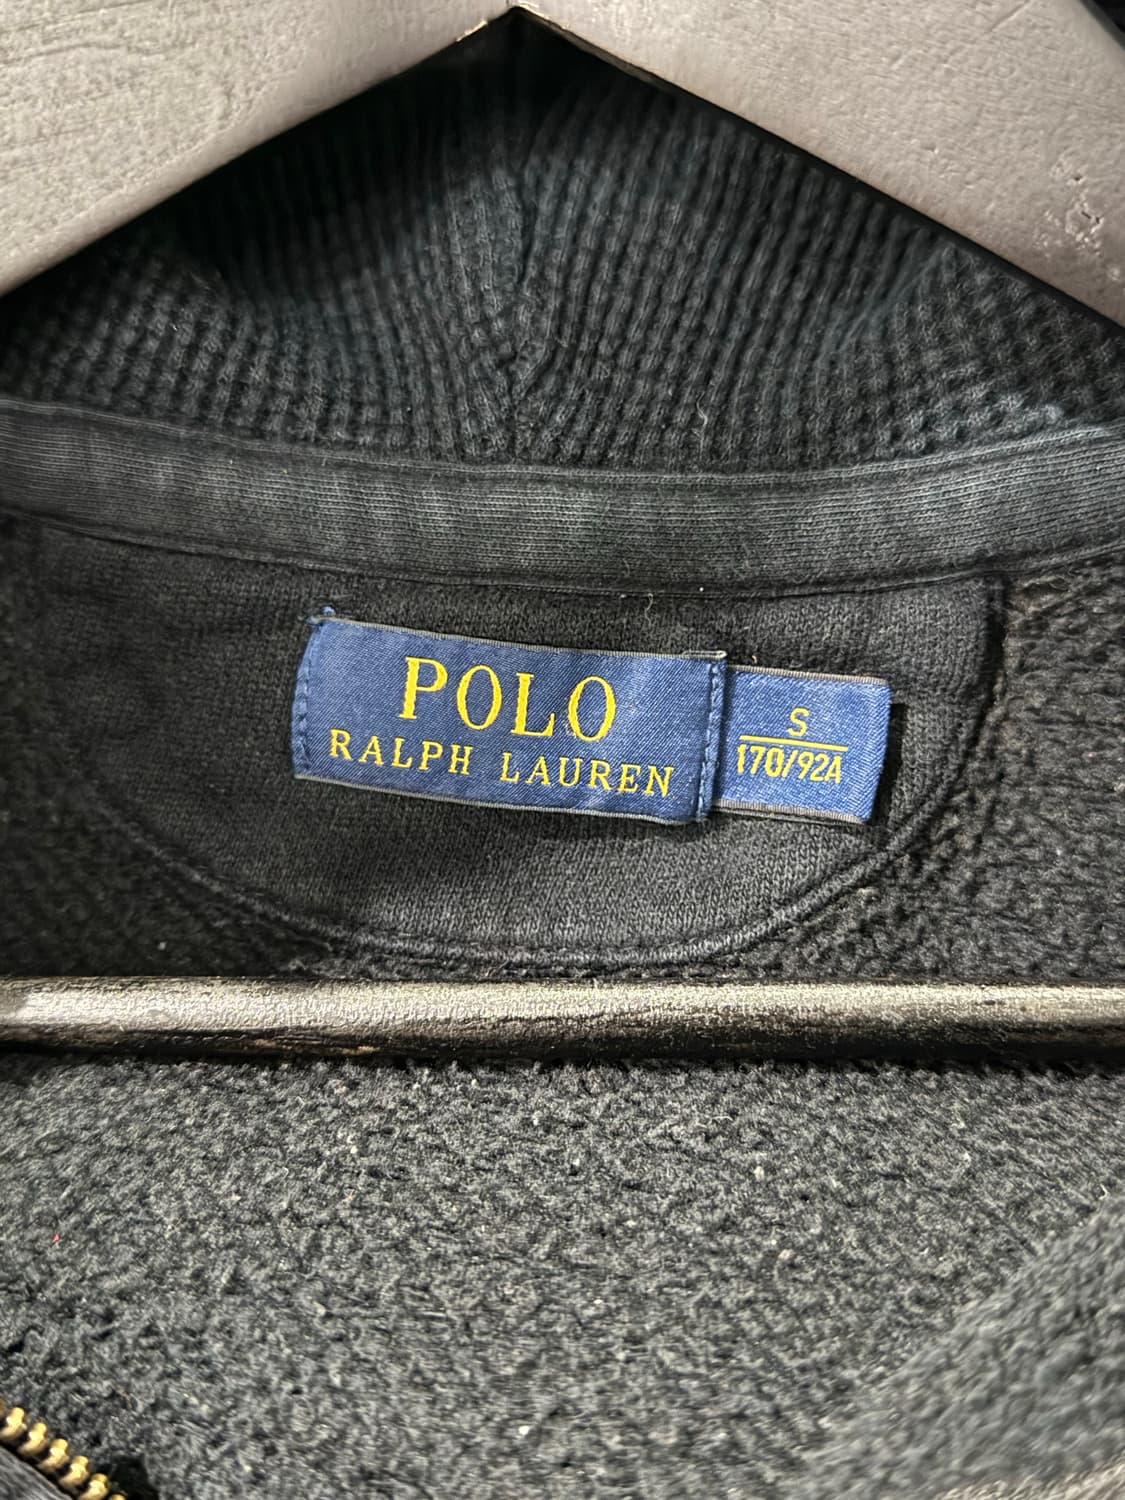 POLO
RALPH LAUREN
S
170/92A